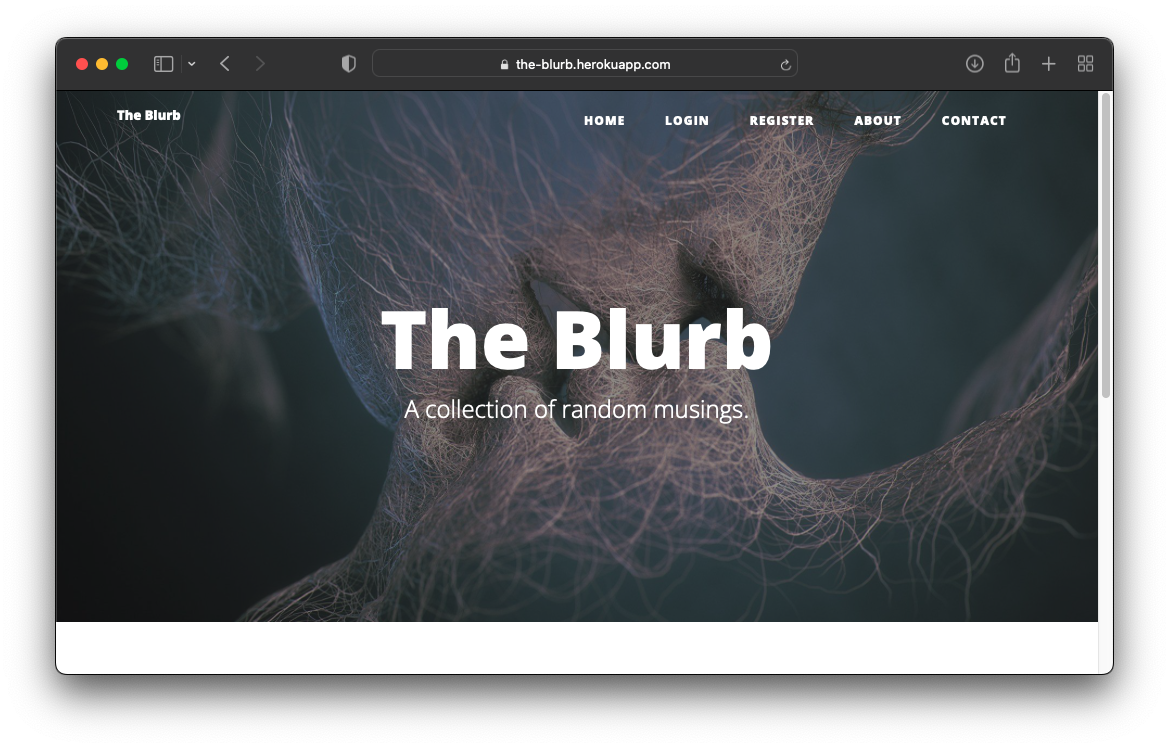 the-blurb.herokuapp.com
The Blurb
HOME LOGIN REGISTER ABOUT CONTACT
The Blurb
A collection of random musings.